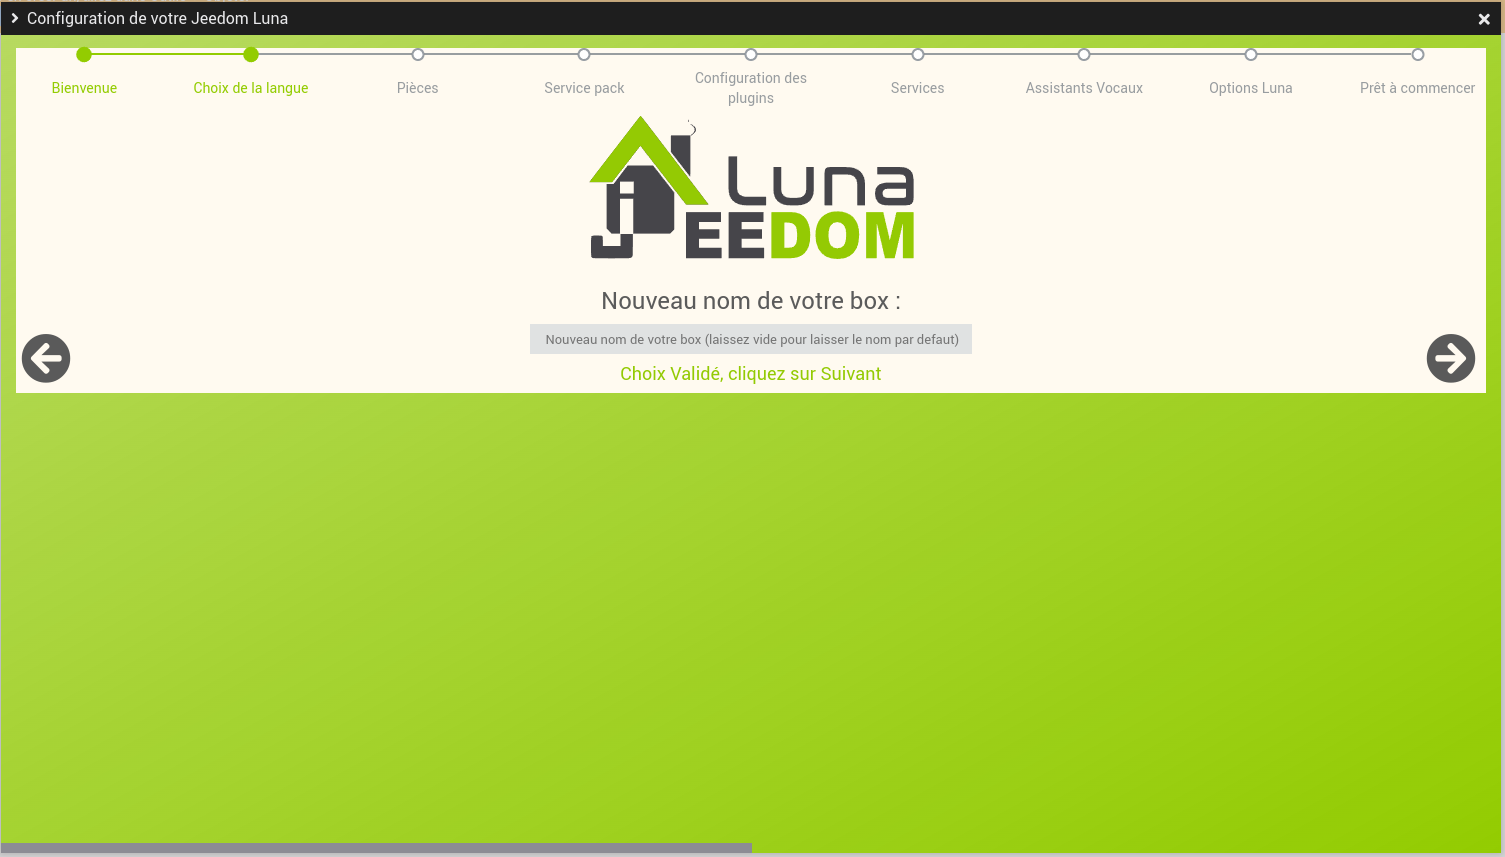 Configuration de votre Jeedom Luna
Bienvenue
Choix de la langue
Pièces
Service pack
Configuration des
plugins
Services
Assistants Vocaux
Options Luna
Prêt à commencer
Luna
JEEDOM
Nouveau nom de votre box :
Nouveau nom de votre box (laissez vide pour laisser le nom par defaut)
Choix Validé, cliquez sur Suivant